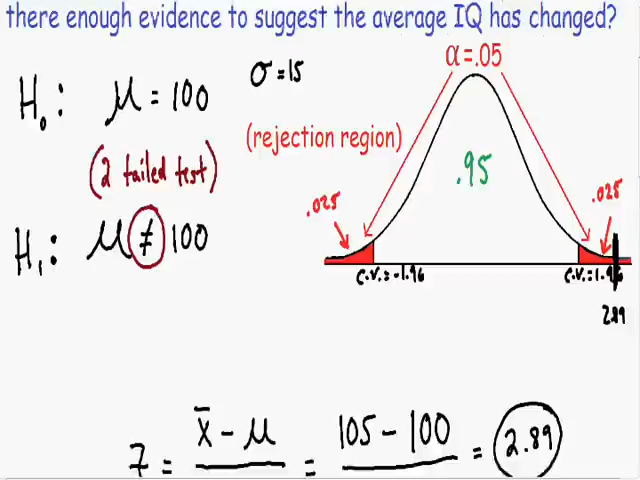 there enough evidence to suggest the average IQ has changed?
α=.05
σ=15
H₀: μ = 100
(rejection region)
.95
(2 tailed test)
.025
.025
H₁: μ ≠ 100
c.v.=-1.96
c.v.=1.96
2.89
x̄ - μ
105 - 100
z = = = 2.89